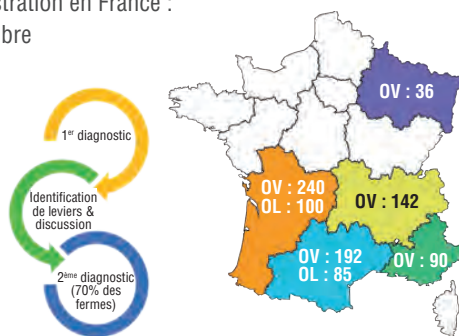 stration en France :
bre
1er diagnostic
Identification
de leviers &
discussion
2ème diagnostic
(70% des
fermes)
OV : 36
OV : 240
OL : 100
OV : 142
OV : 192
OL : 85
OV : 90